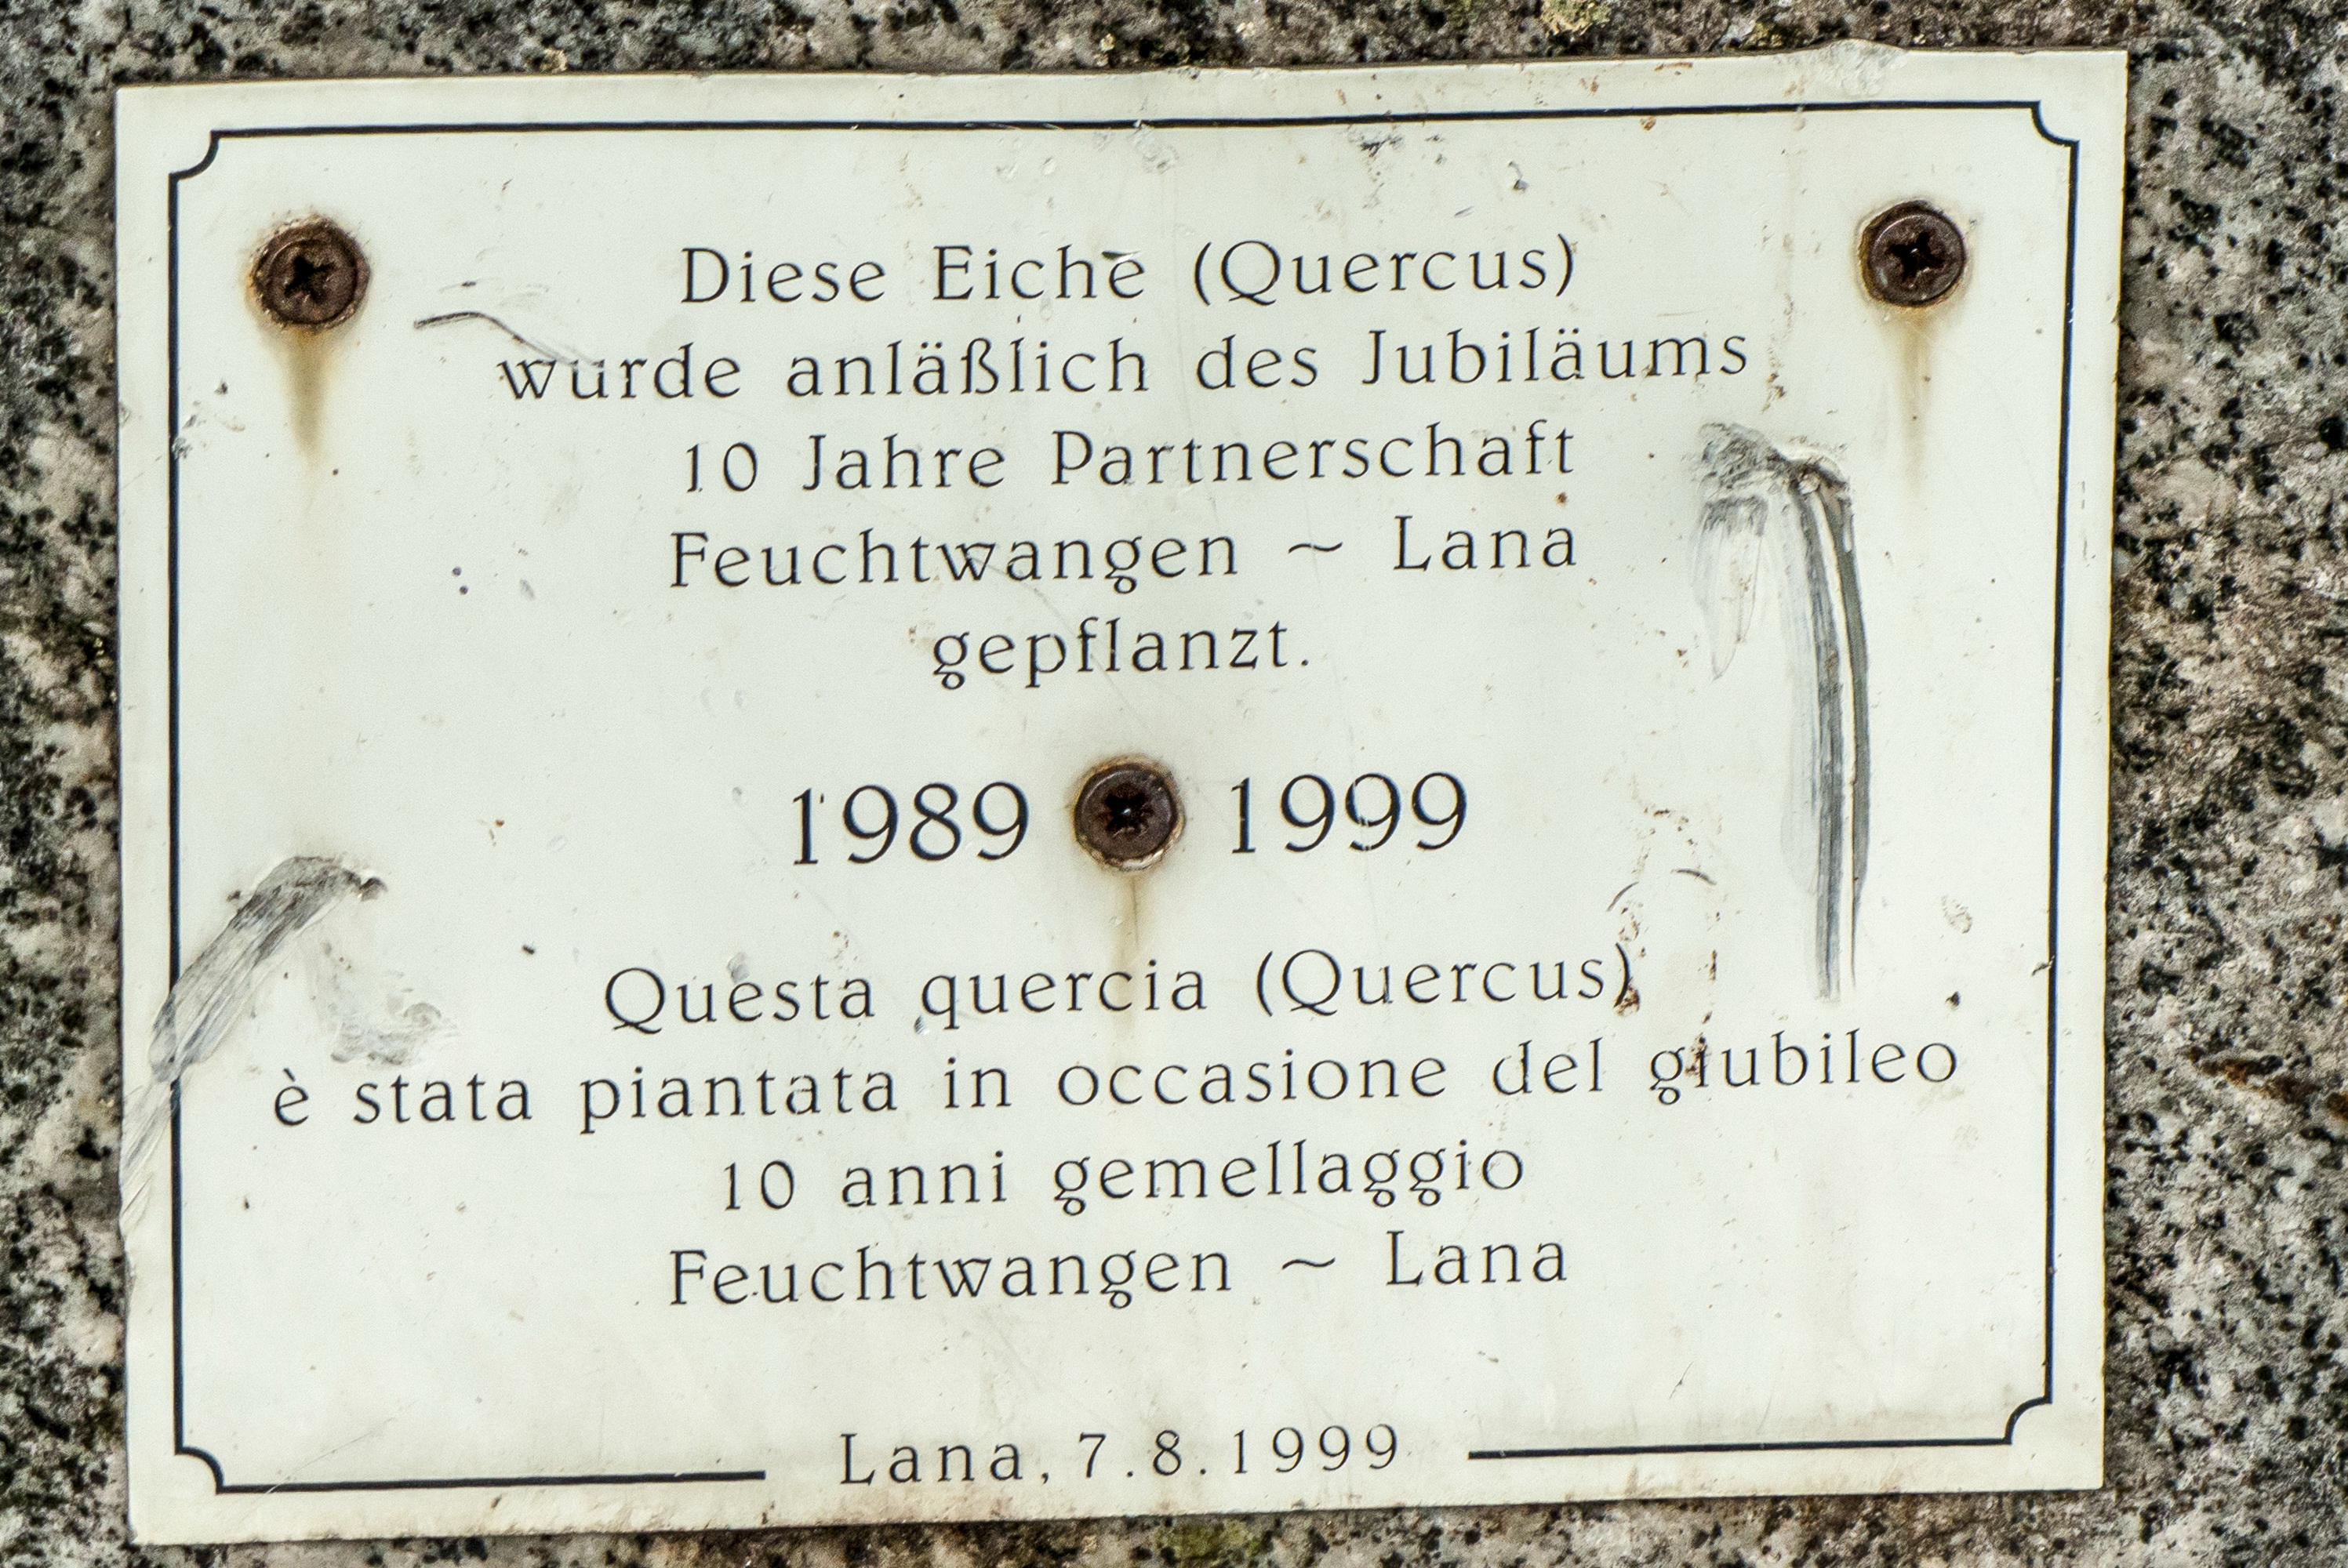 Diese Eiche (Quercus)
wurde anläßlich des Jubiläums
10 Jahre Partnerschaft
Feuchtwangen ~ Lana
gepflanzt.
1989 1999
Questa quercia (Quercus)
è stata piantata in occasione del giubileo
10 anni gemellaggio
Feuchtwangen ~ Lana
Lana, 7.8.1999